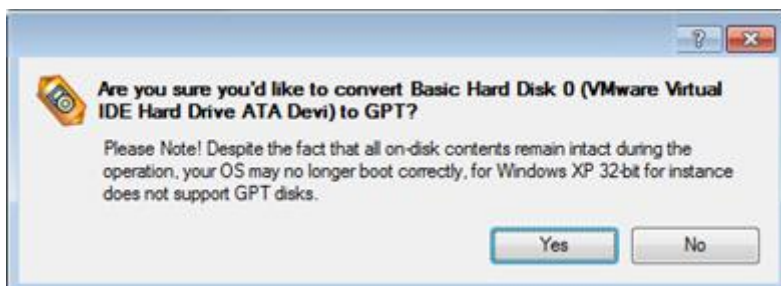 Are you sure you'd like to convert Basic Hard Disk 0 (VMware Virtual
IDE Hard Drive ATA Devi) to GPT?
Please Note! Despite the fact that all on-disk contents remain intact during the
operation, your OS may no longer boot correctly, for Windows XP 32-bit for instance
does not support GPT disks.
Yes No